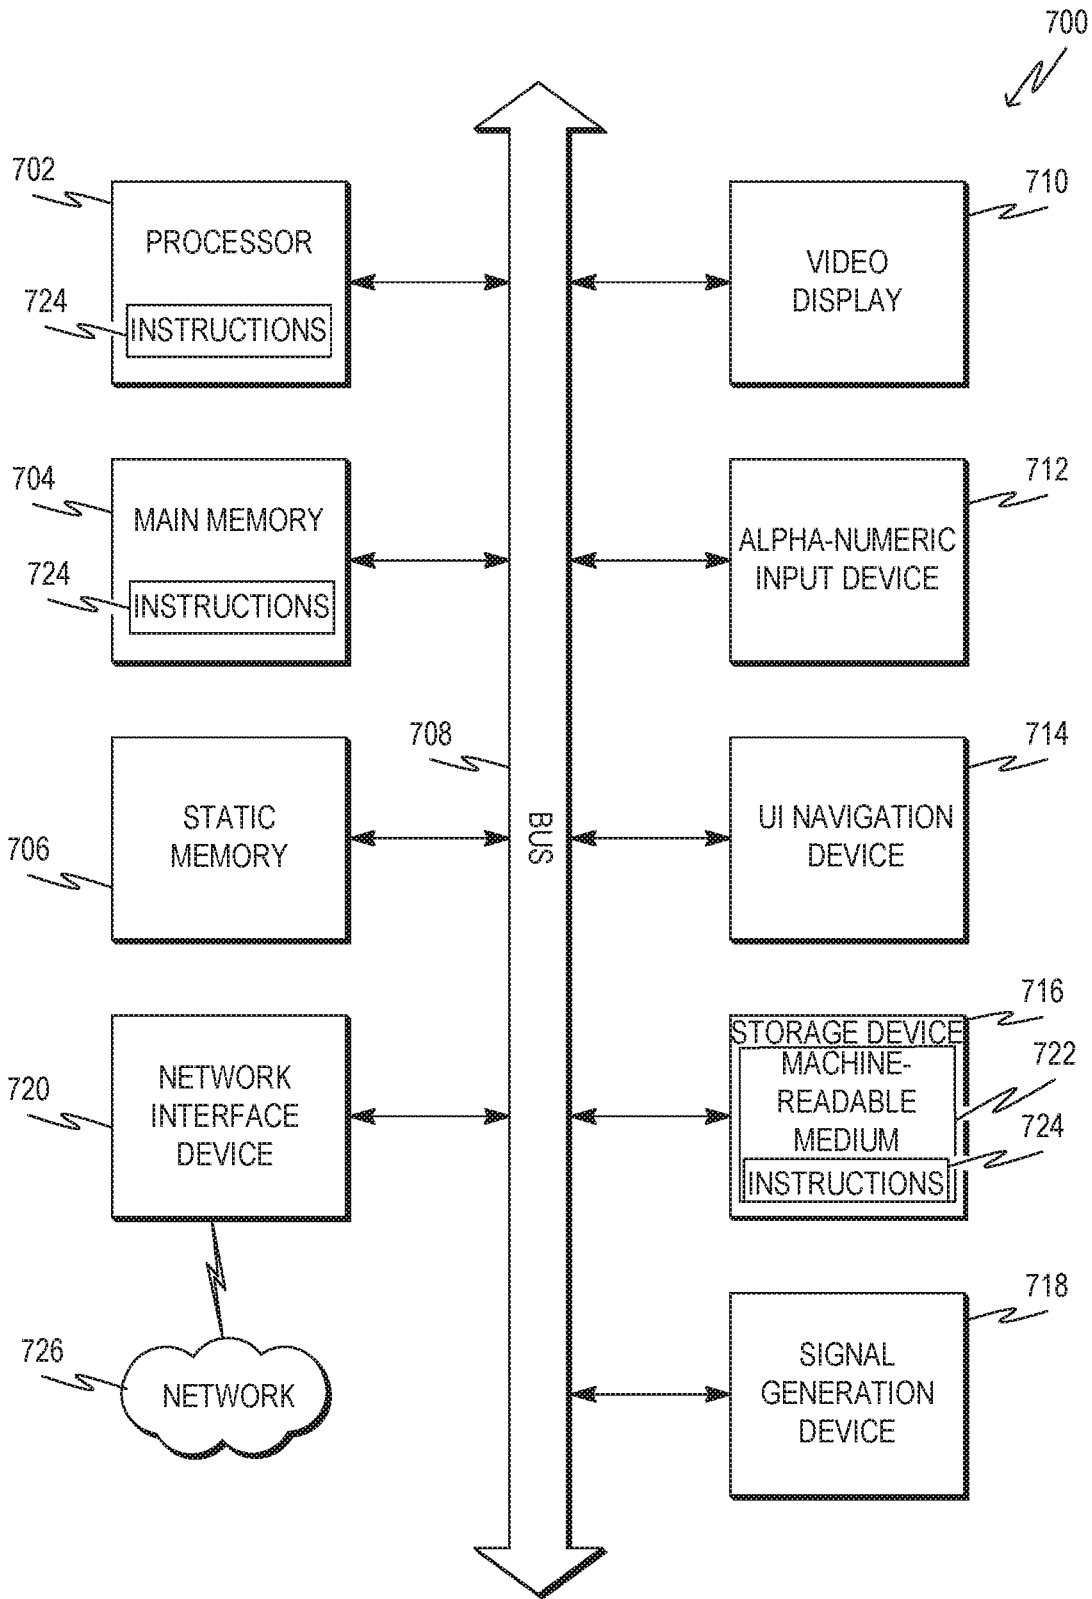 700
702
PROCESSOR
724
INSTRUCTIONS
704
MAIN MEMORY
724
INSTRUCTIONS
706
STATIC
MEMORY
720
NETWORK
INTERFACE
DEVICE
726
NETWORK
708
BUS
710
VIDEO
DISPLAY
712
ALPHA-NUMERIC
INPUT DEVICE
714
UI NAVIGATION
DEVICE
716
STORAGE DEVICE
722
MACHINE-
READABLE
MEDIUM
724
INSTRUCTIONS
718
SIGNAL
GENERATION
DEVICE